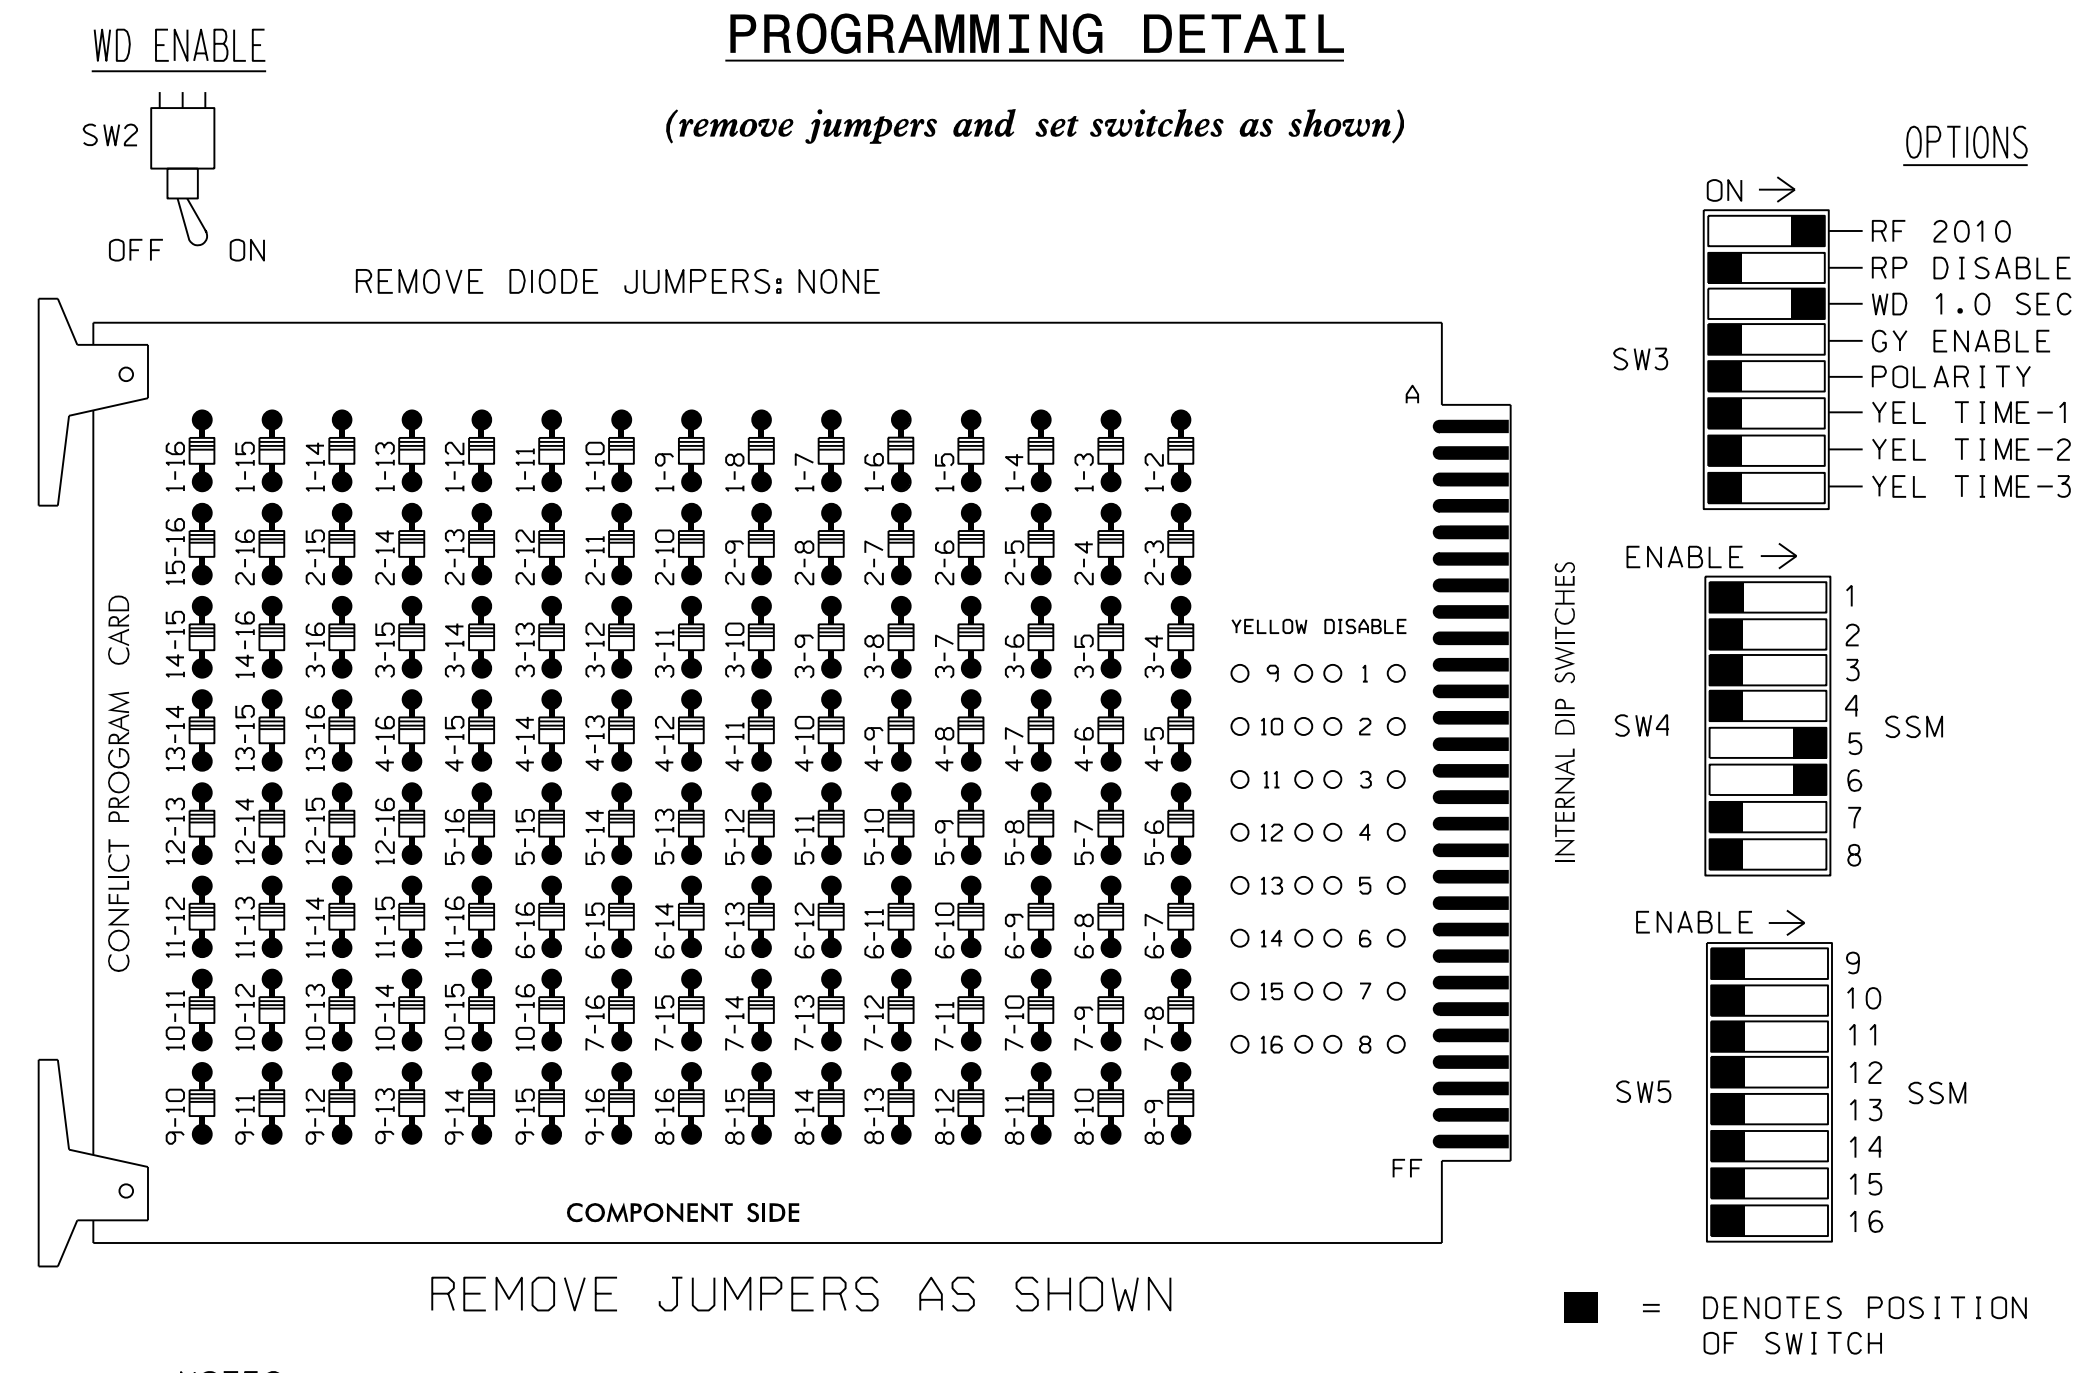 PROGRAMMING DETAIL
(remove jumpers and set switches as shown)
WD ENABLE
SW2
OFF ON
REMOVE DIODE JUMPERS: NONE
CONFLICT PROGRAM CARD
1-16 1-15 1-14 1-13 1-12 1-11 1-10 1-9 1-8 1-7 1-6 1-5 1-4 1-3 1-2
15-16 2-16 2-15 2-14 2-13 2-12 2-11 2-10 2-9 2-8 2-7 2-6 2-5 2-4 2-3
14-15 14-16 3-16 3-15 3-14 3-13 3-12 3-11 3-10 3-9 3-8 3-7 3-6 3-5 3-4
13-14 13-15 13-16 4-16 4-15 4-14 4-13 4-12 4-11 4-10 4-9 4-8 4-7 4-6 4-5
12-13 12-14 12-15 12-16 5-16 5-15 5-14 5-13 5-12 5-11 5-10 5-9 5-8 5-7 5-6
11-12 11-13 11-14 11-15 11-16 6-16 6-15 6-14 6-13 6-12 6-11 6-10 6-9 6-8 6-7
10-11 10-12 10-13 10-14 10-15 10-16 7-16 7-15 7-14 7-13 7-12 7-11 7-10 7-9 7-8
9-10 9-11 9-12 9-13 9-14 9-15 9-16 8-16 8-15 8-14 8-13 8-12 8-11 8-10 8-9
A
YELLOW DISABLE
9 1
10 2
11 3
12 4
13 5
14 6
15 7
16 8
FF
COMPONENT SIDE
REMOVE JUMPERS AS SHOWN
INTERNAL DIP SWITCHES
OPTIONS
ON
SW3
RF 2010
RP DISABLE
WD 1.0 SEC
GY ENABLE
POLARITY
YEL TIME-1
YEL TIME-2
YEL TIME-3
ENABLE
SW4
1
2
3
4
5
6
7
8
SSM
ENABLE
SW5
9
10
11
12
13
14
15
16
SSM
= DENOTES POSITION
OF SWITCH